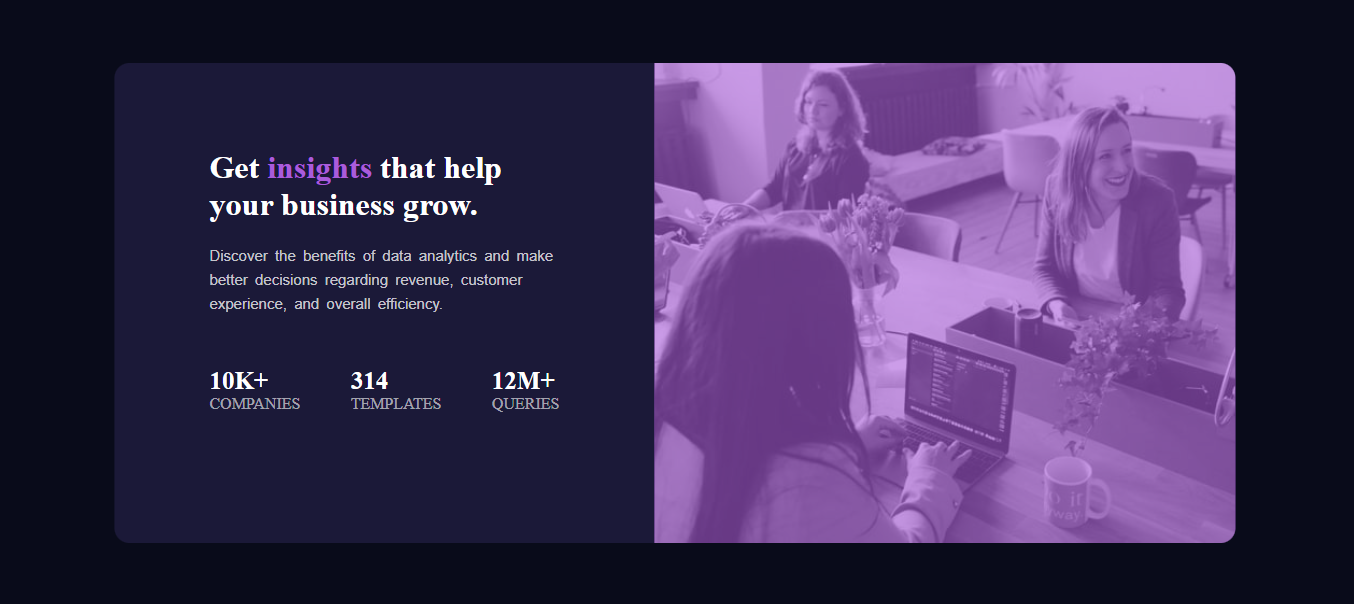 Get insights that help
your business grow.
Discover the benefits of data analytics and make
better decisions regarding revenue, customer
experience, and overall efficiency.
10K+ 314 12M+
COMPANIES TEMPLATES QUERIES